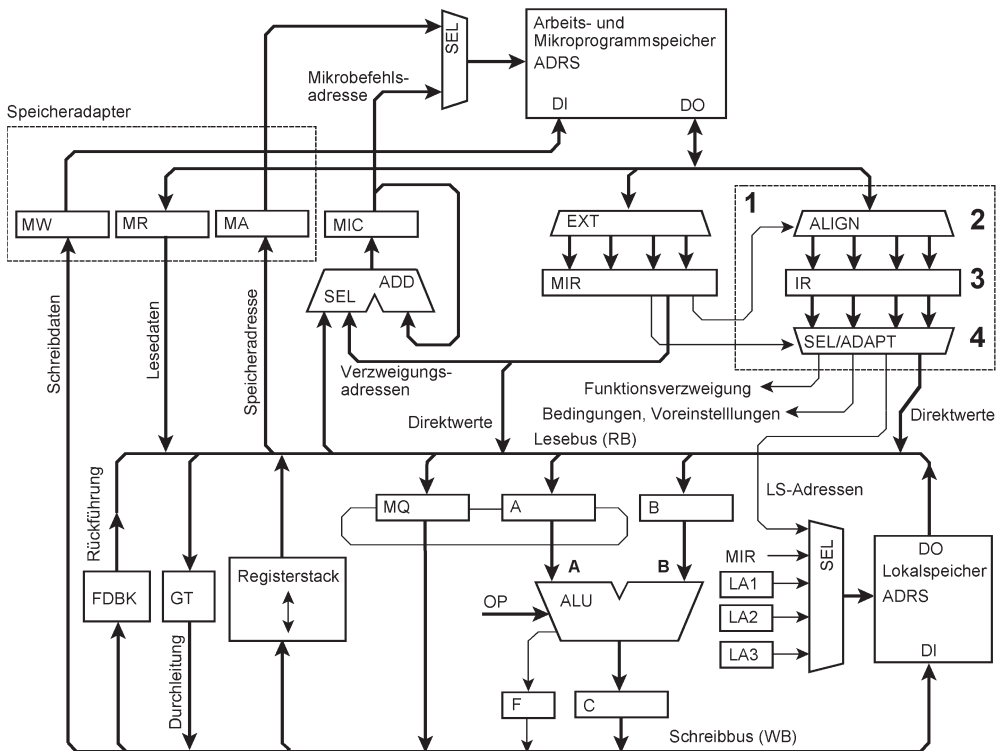 Arbeits- und
Mikroprogrammspeicher
ADRS
DI
DO
SEL
Mikrobefehls-
adresse
Speicheradapter
MW
MR
MA
MIC
SEL
ADD
EXT
MIR
1
ALIGN
2
IR
3
SEL/ADAPT
4
Schreibdaten
Lesedaten
Speicheradresse
Verzweigungs-
adressen
Direktwerte
Funktionsverzweigung
Bedingungen, Voreinstelllungen
Direktwerte
Lesebus (RB)
Rückführung
MQ
A
B
LS-Adressen
FDBK
GT
Registerstack
A
B
OP
ALU
MIR
LA1
LA2
LA3
SEL
DO
Lokalspeicher
ADRS
DI
Durchleitung
F
C
Schreibbus (WB)